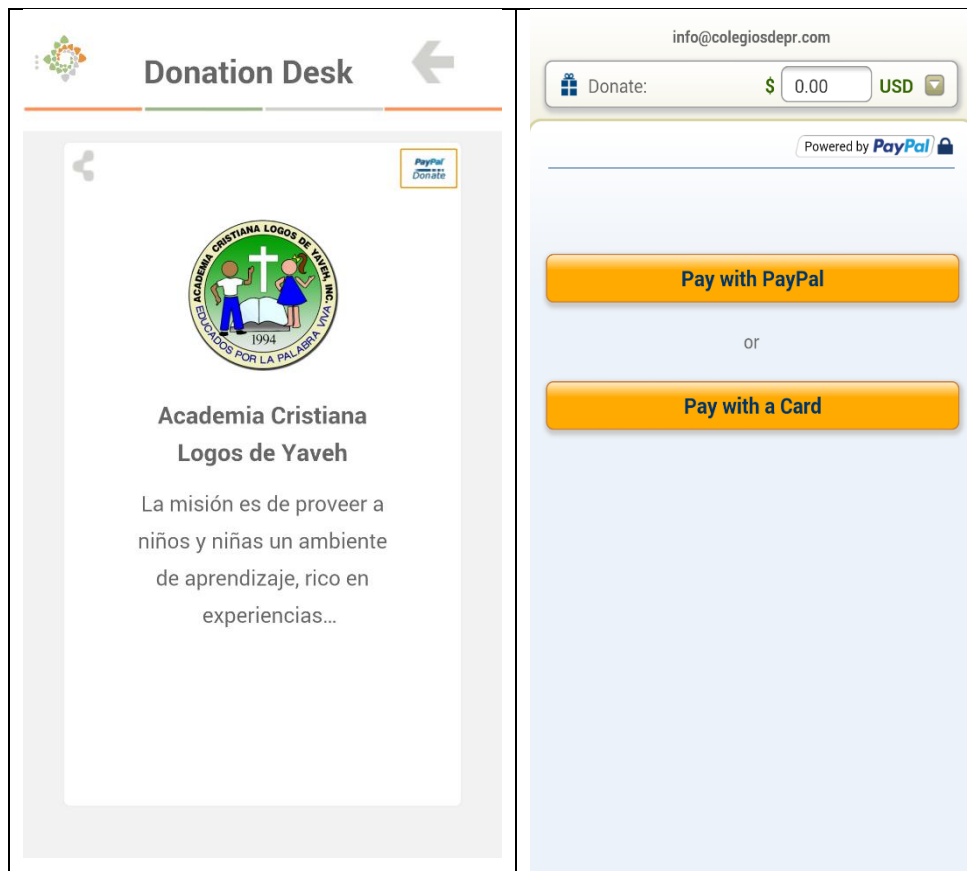 Donation Desk
PayPal
Donate
ACADEMIA CRISTIANA LOGOS DE YAVEH, INC.
1994
EDUCADOS POR LA PALABRA VIVA
Academia Cristiana
Logos de Yaveh
La misión es de proveer a
niños y niñas un ambiente
de aprendizaje, rico en
experiencias...
info@colegiosdepr.com
Donate: $ 0.00 USD
Powered by PayPal
Pay with PayPal
or
Pay with a Card